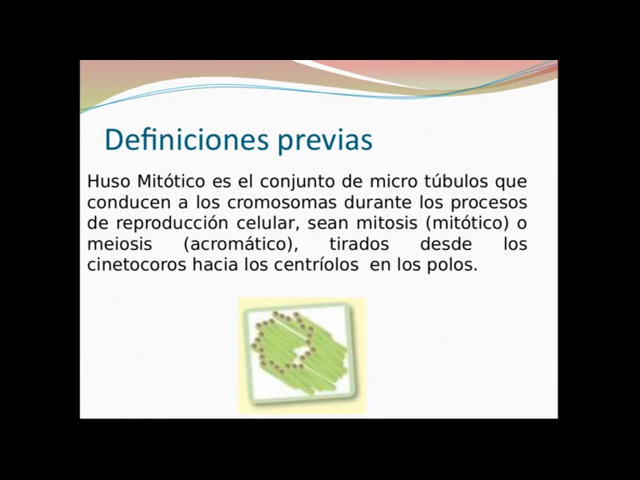 Definiciones previas
Huso Mitótico es el conjunto de micro túbulos que
conducen a los cromosomas durante los procesos
de reproducción celular, sean mitosis (mitótico) o
meiosis (acromático), tirados desde los
cinetocoros hacia los centríolos en los polos.